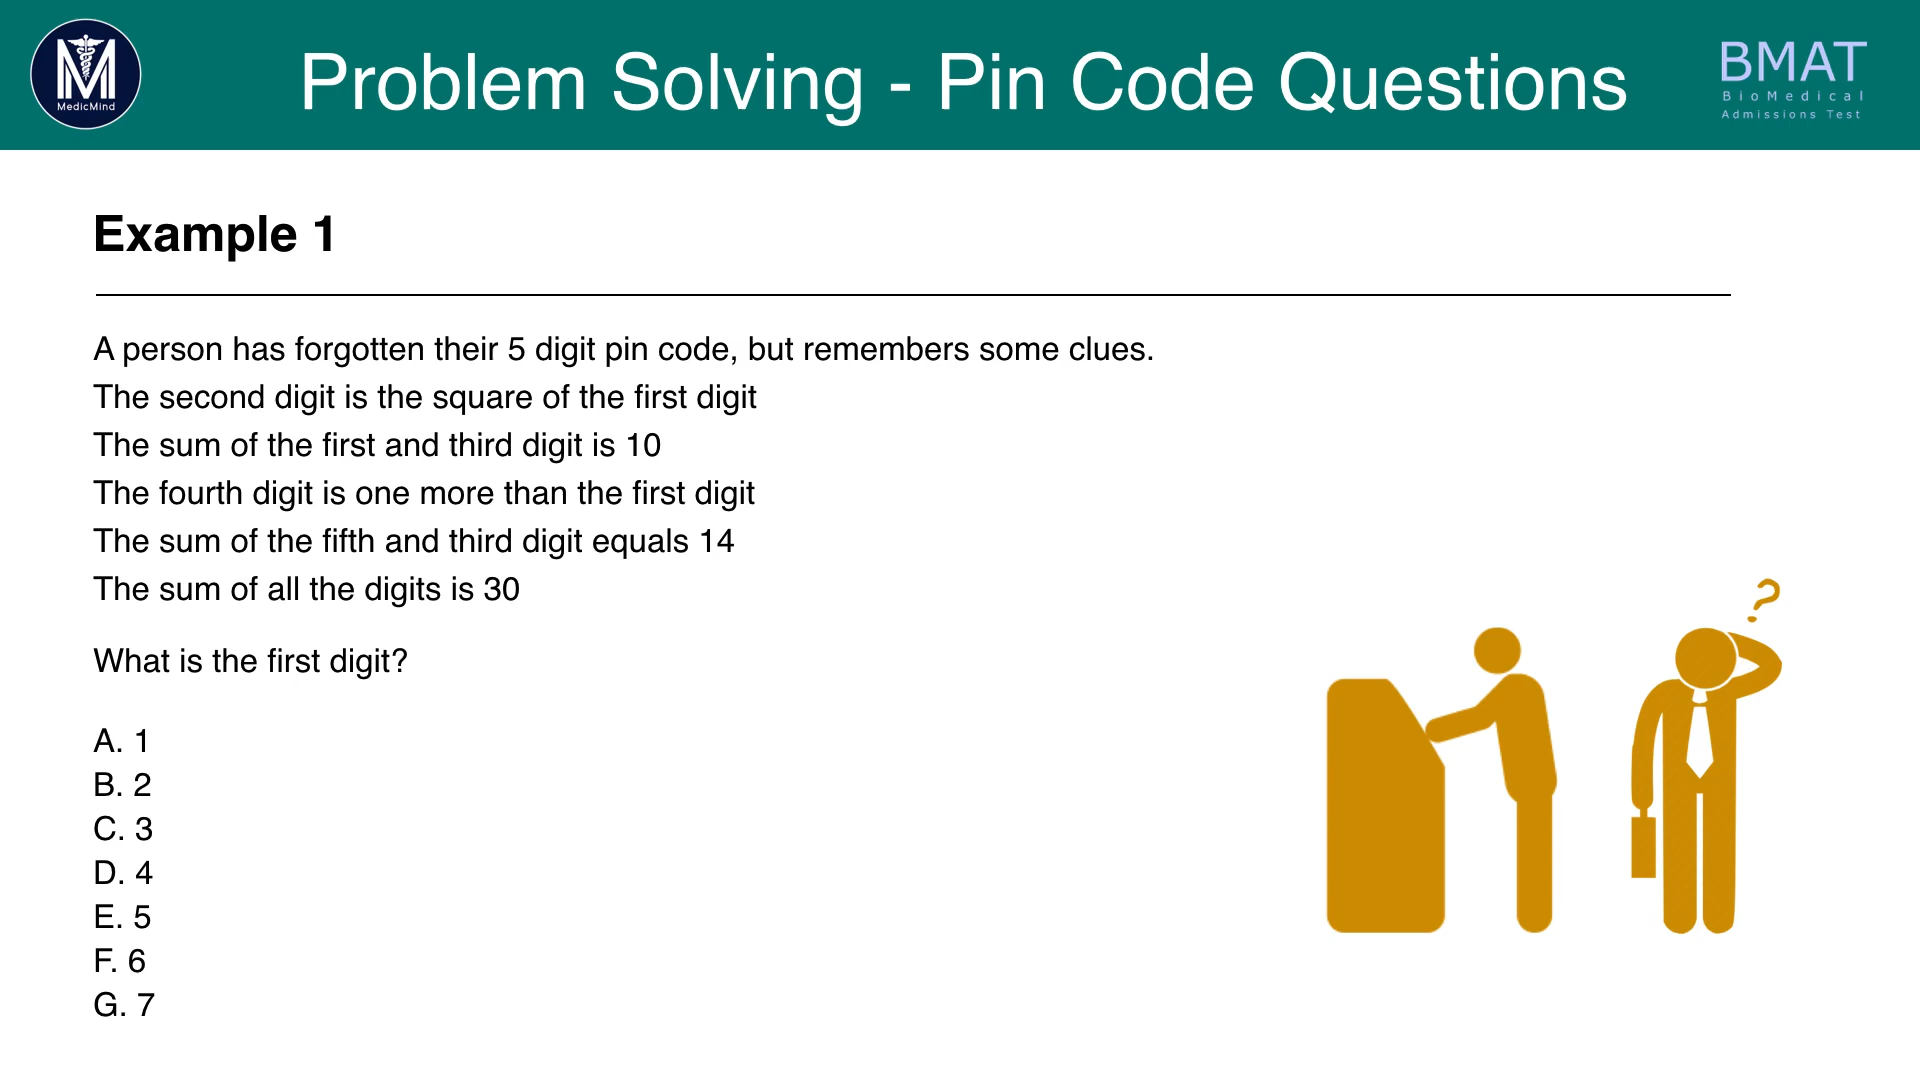 MedicMind
Problem Solving - Pin Code Questions
BMAT
BioMedical
Admissions Test
Example 1
A person has forgotten their 5 digit pin code, but remembers some clues.
The second digit is the square of the first digit
The sum of the first and third digit is 10
The fourth digit is one more than the first digit
The sum of the fifth and third digit equals 14
The sum of all the digits is 30
What is the first digit?
A. 1
B. 2
C. 3
D. 4
E. 5
F. 6
G. 7
?